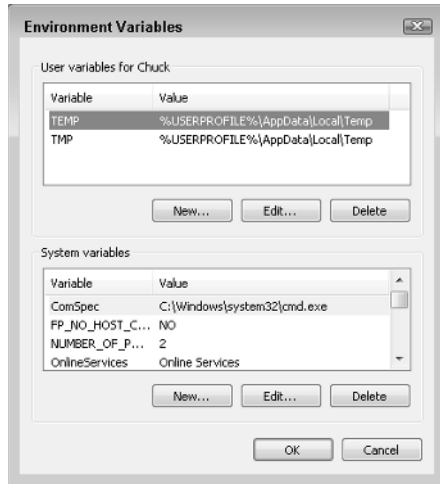 Environment Variables
User variables for Chuck
Variable Value
TEMP %USERPROFILE%\AppData\Local\Temp
TMP %USERPROFILE%\AppData\Local\Temp
New... Edit... Delete
System variables
Variable Value
ComSpec C:\Windows\system32\cmd.exe
FP_NO_HOST_C... NO
NUMBER_OF_P... 2
OnlineServices Online Services
New... Edit... Delete
OK Cancel